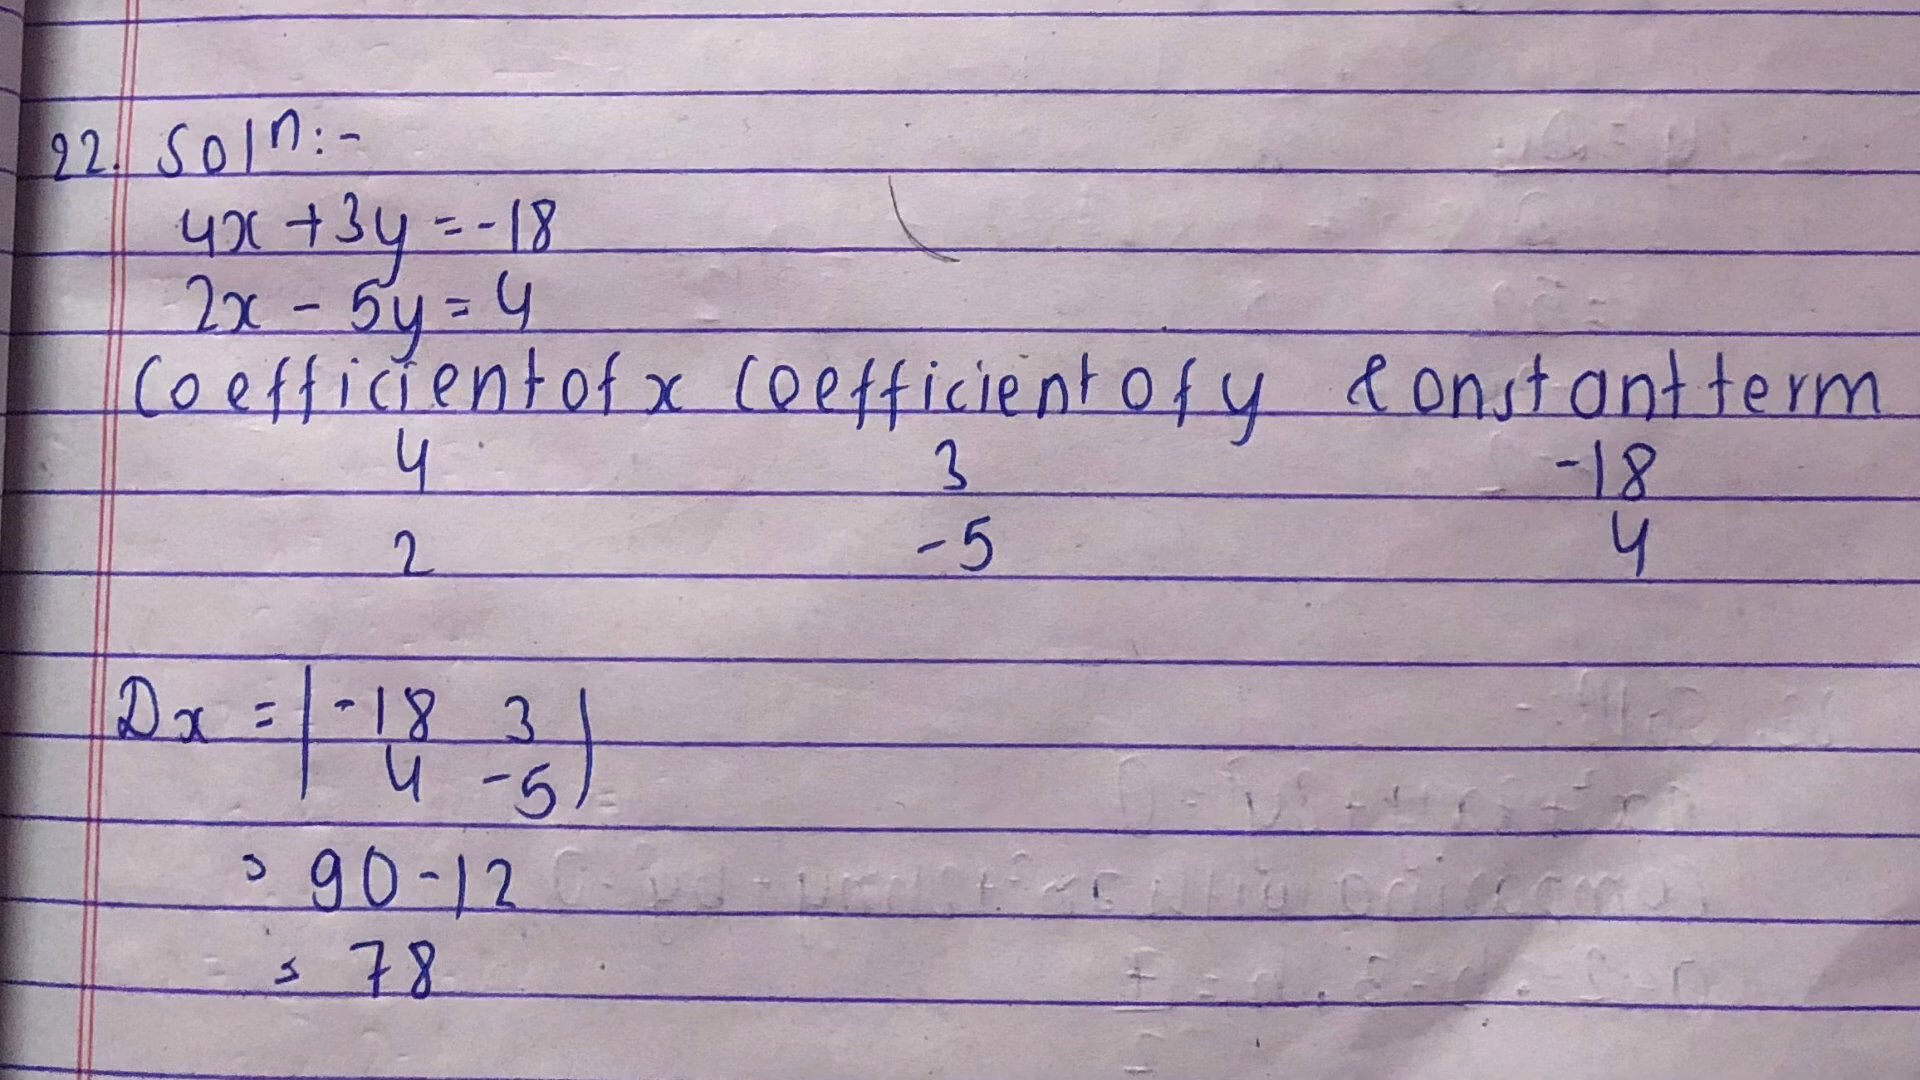 22. Solⁿ:-
4x + 3y = -18
2x - 5y = 4
Coefficient of x Coefficient of y Constant term
4 3 -18
2 -5 4
Dx = | -18 3 |
4 -5
= 90 - 12
= 78